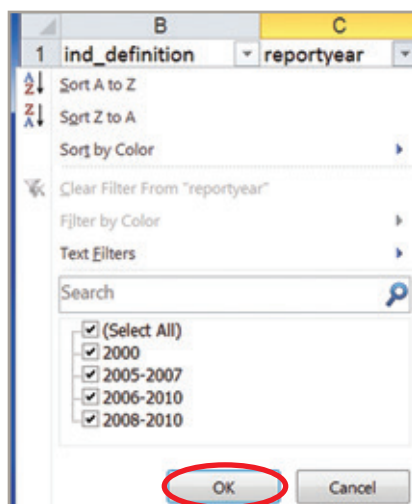 B C
1 ind_definition reportyear
Sort A to Z
Sort Z to A
Sort by Color
Clear Filter From "reportyear"
Filter by Color
Text Filters
Search
(Select All)
2000
2005-2007
2006-2010
2008-2010
OK Cancel